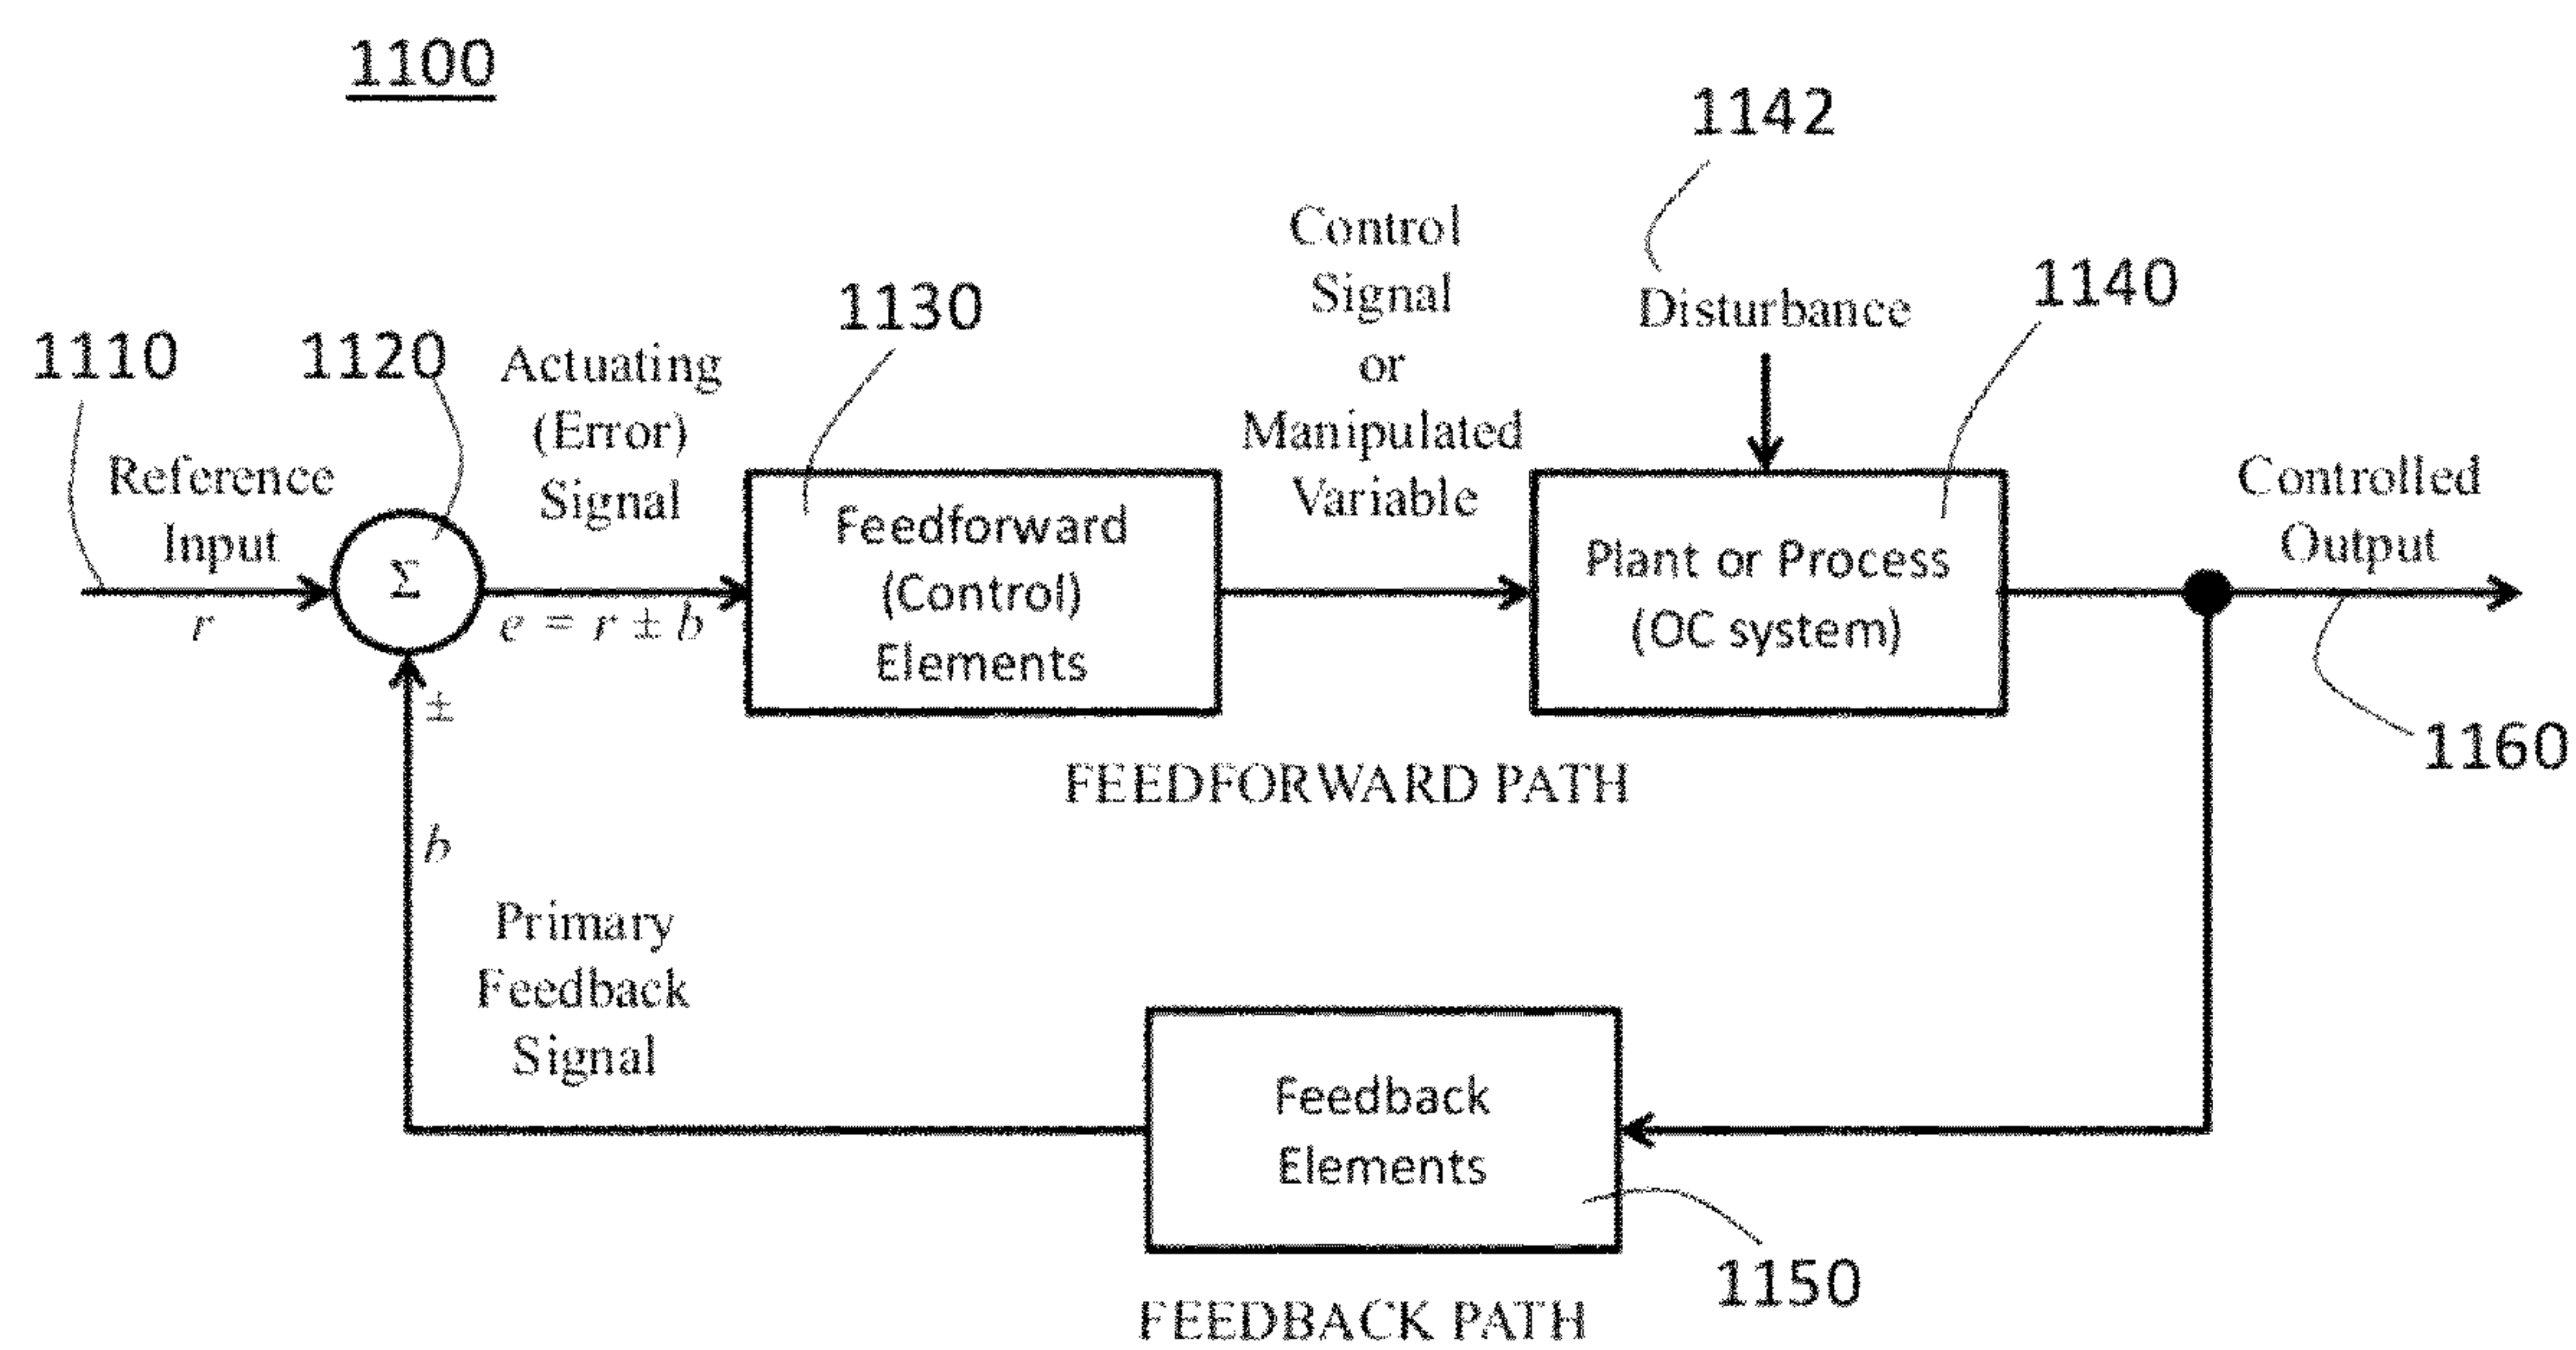 1100
1142
Control
Signal
or
Manipulated
Variable
Disturbance
1140
1130
1110
1120
Actuating
(Error)
Signal
Reference
Input
r
Σ
e = r ± b
Feedforward
(Control)
Elements
Plant or Process
(OC system)
Controlled
Output
1160
±
FEEDFORWARD PATH
b
Primary
Feedback
Signal
Feedback
Elements
1150
FEEDBACK PATH